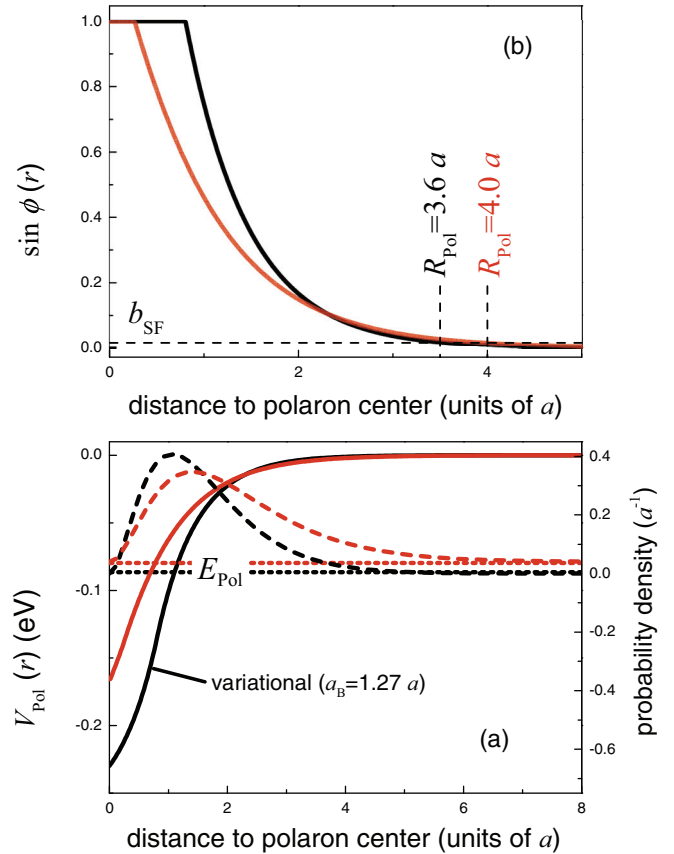 (b)
sin ϕ (r)
1.0
0.8
0.6
0.4
0.2
0.0
b_SF
R_Pol=3.6 a
R_Pol=4.0 a
0
2
4
distance to polaron center (units of a)
V_Pol (r) (eV)
0.0
-0.1
-0.2
E_Pol
variational (a_B=1.27 a)
(a)
0.4
0.2
0.0
-0.2
-0.4
-0.6
probability density (a⁻¹)
0
2
4
6
8
distance to polaron center (units of a)